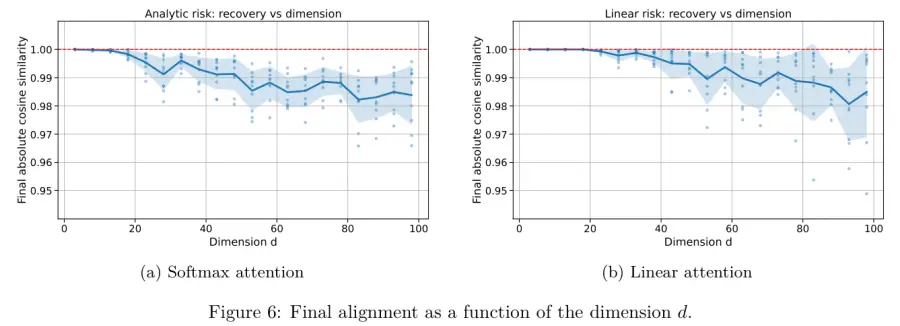 Analytic risk: recovery vs dimension
1.00
0.99
0.98
0.97
0.96
0.95
Final absolute cosine similarity
0
20
40
60
80
100
Dimension d
(a) Softmax attention
Linear risk: recovery vs dimension
1.00
0.99
0.98
0.97
0.96
0.95
Final absolute cosine similarity
0
20
40
60
80
100
Dimension d
(b) Linear attention
Figure 6: Final alignment as a function of the dimension d.